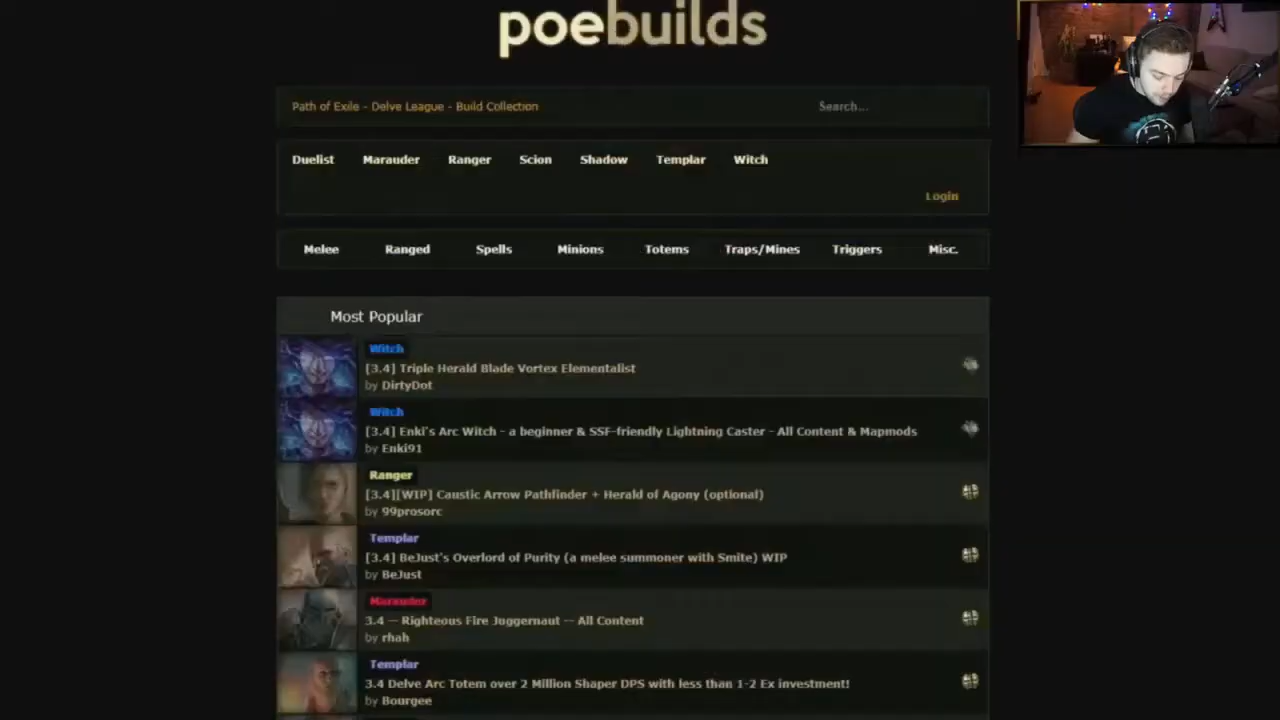 poebuilds
Path of Exile - Delve League - Build Collection
Search...
Duelist Marauder Ranger Scion Shadow Templar Witch
Login
Melee Ranged Spells Minions Totems Traps/Mines Triggers Misc.
Most Popular
Witch
[3.4] Triple Herald Blade Vortex Elementalist
by DirtyDot
Witch
[3.4] Enki's Arc Witch - a beginner & SSF-friendly Lightning Caster - All Content & Mapmods
by Enki91
Ranger
[3.4][WIP] Caustic Arrow Pathfinder + Herald of Agony (optional)
by 99prosorc
Templar
[3.4] BeJust's Overlord of Purity (a melee summoner with Smite) WIP
by BeJust
Marauder
3.4 — Righteous Fire Juggernaut — All Content
by rhah
Templar
3.4 Delve Arc Totem over 2 Million Shaper DPS with less than 1-2 Ex investment!
by Bourgee